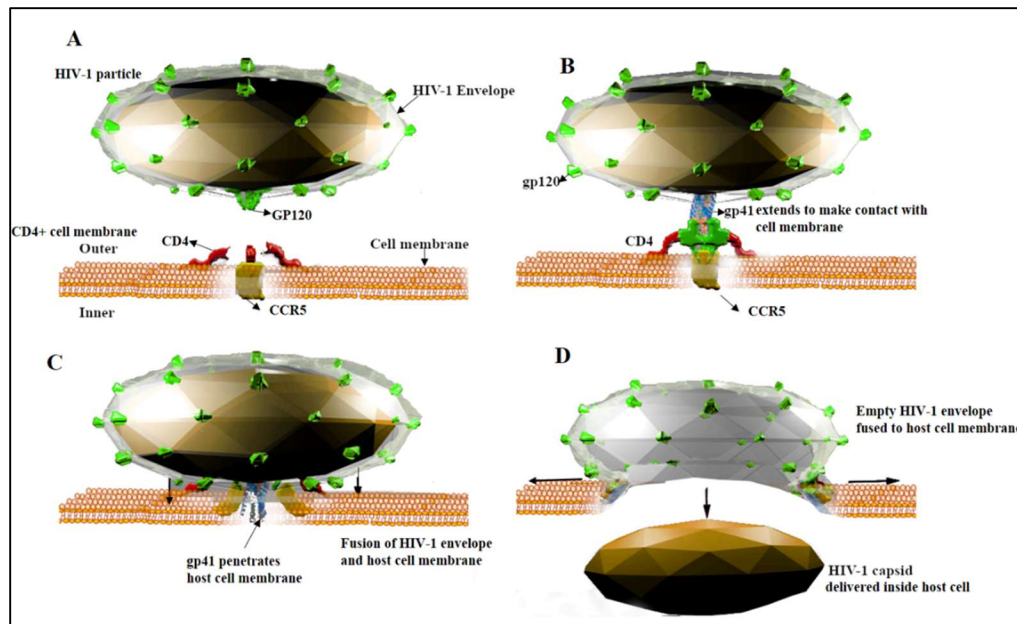 A
HIV-1 particle
HIV-1 Envelope
GP120
CD4+ cell membrane
Outer
CD4
Cell membrane
Inner
CCR5
B
gp120
gp41 extends to make contact with
cell membrane
CD4
CCR5
C
gp41 penetrates
host cell membrane
Fusion of HIV-1 envelope
and host cell membrane
D
Empty HIV-1 envelope
fused to host cell membrane
HIV-1 capsid
delivered inside host cell